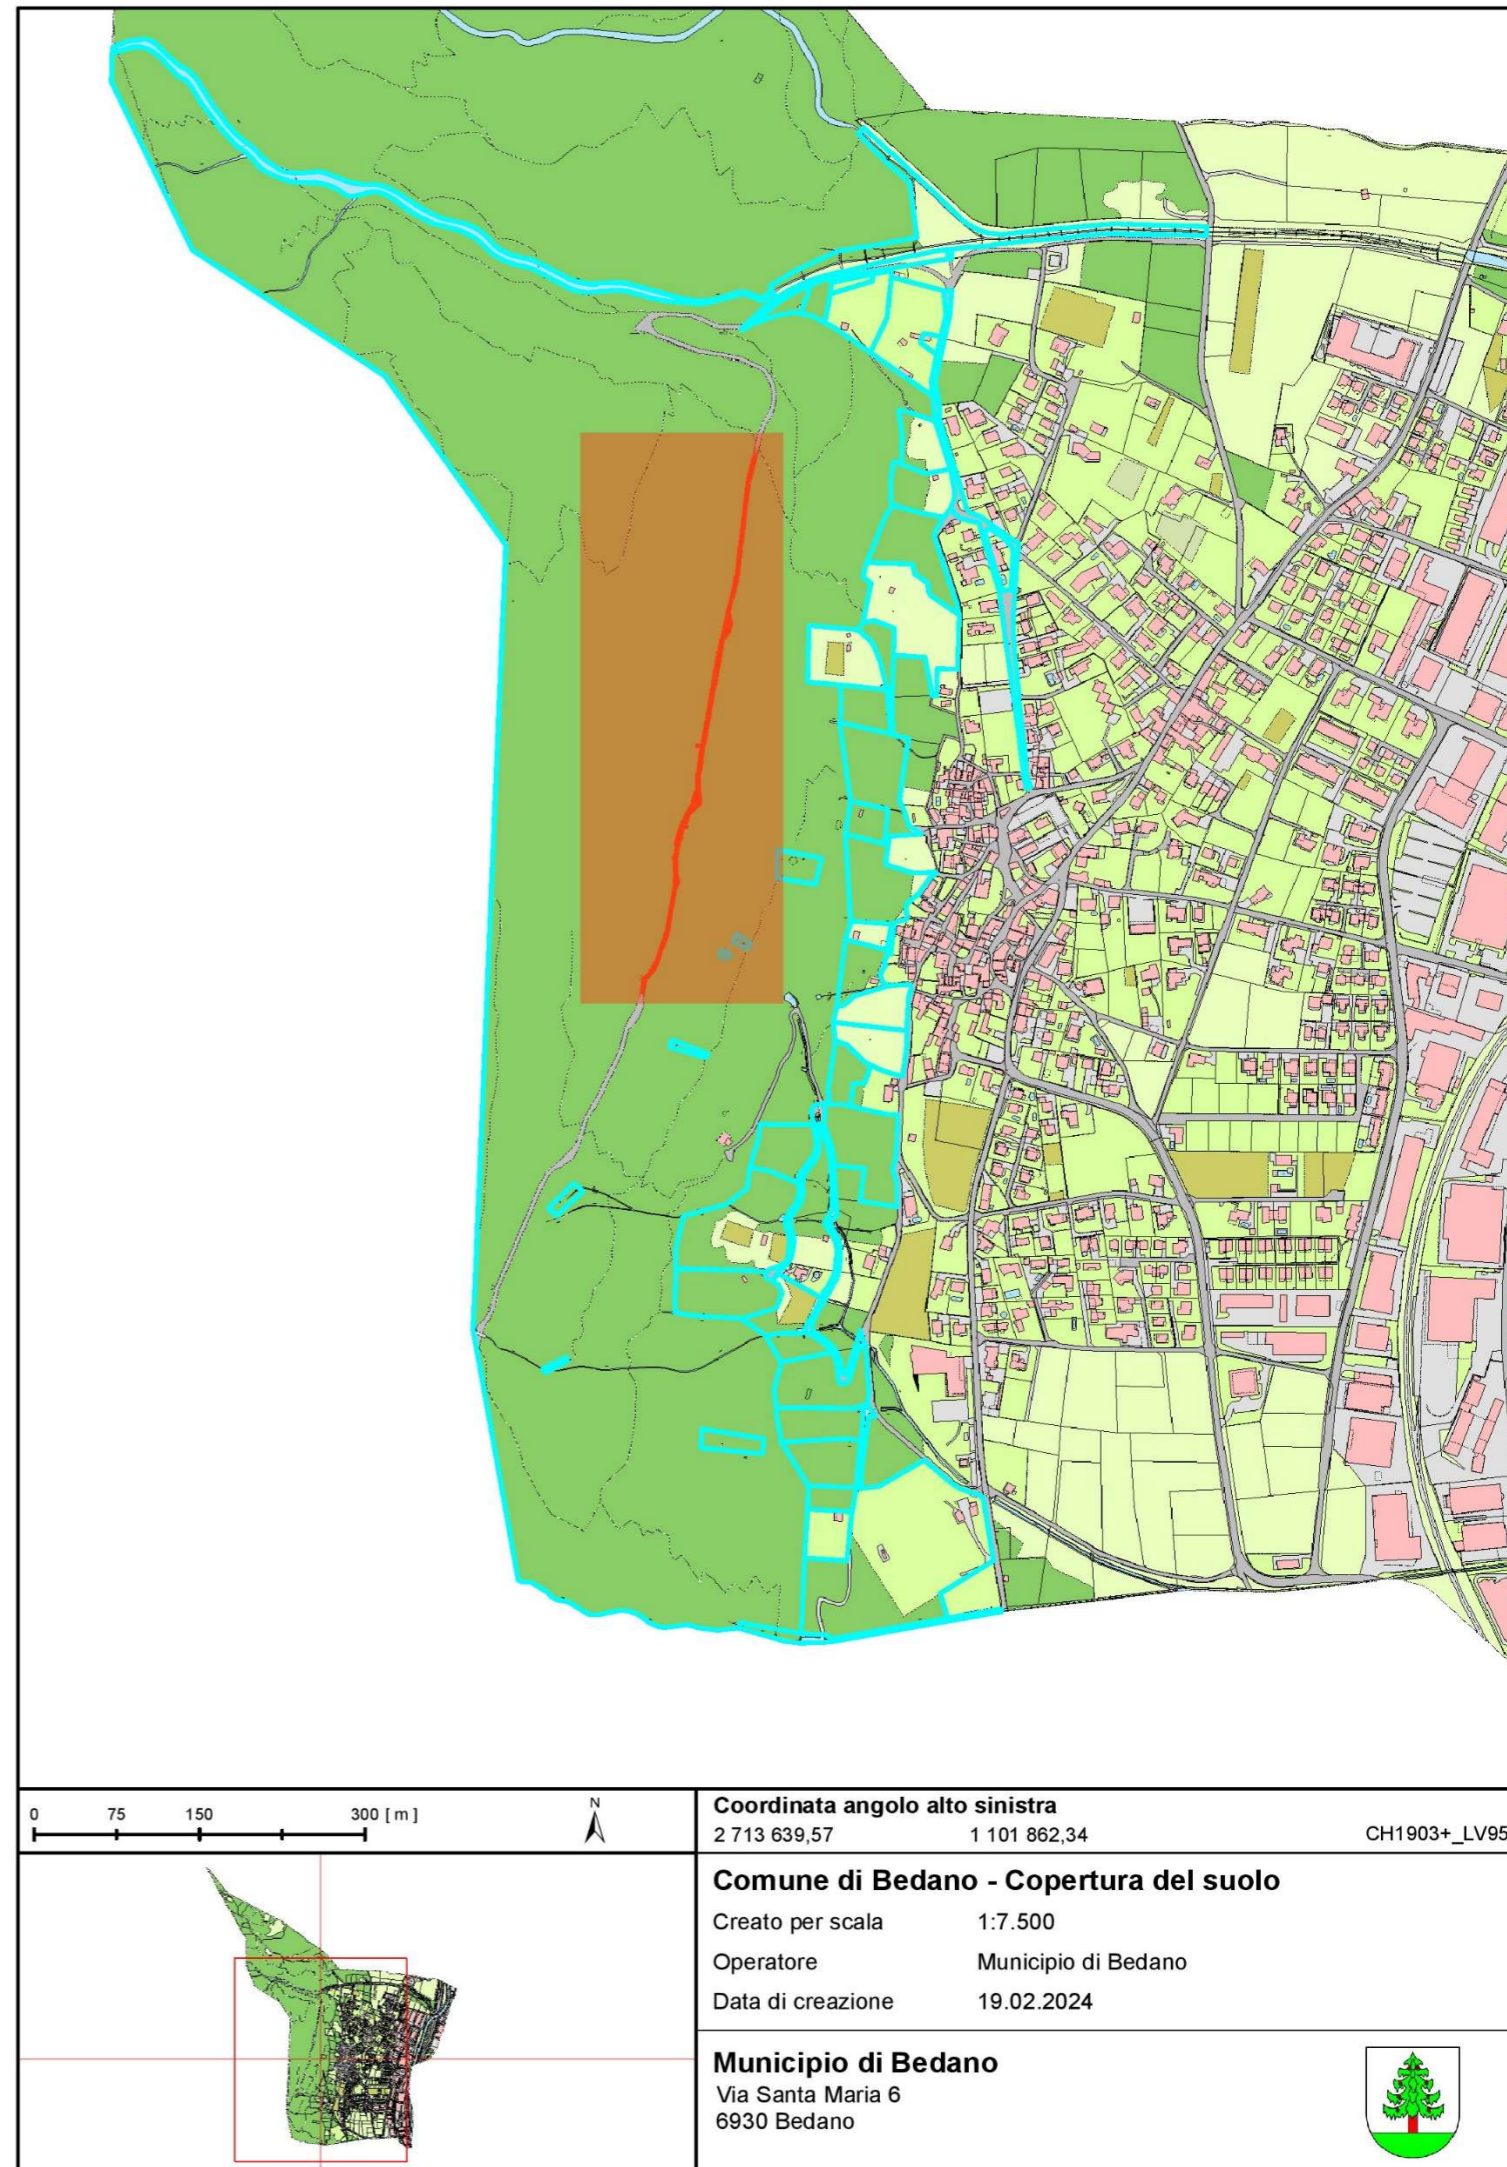 0 75 150 300 [ m ]
N
Coordinata angolo alto sinistra
2 713 639,57 1 101 862,34 CH1903+_LV95
Comune di Bedano - Copertura del suolo
Creato per scala 1:7.500
Operatore Municipio di Bedano
Data di creazione 19.02.2024
Municipio di Bedano
Via Santa Maria 6
6930 Bedano